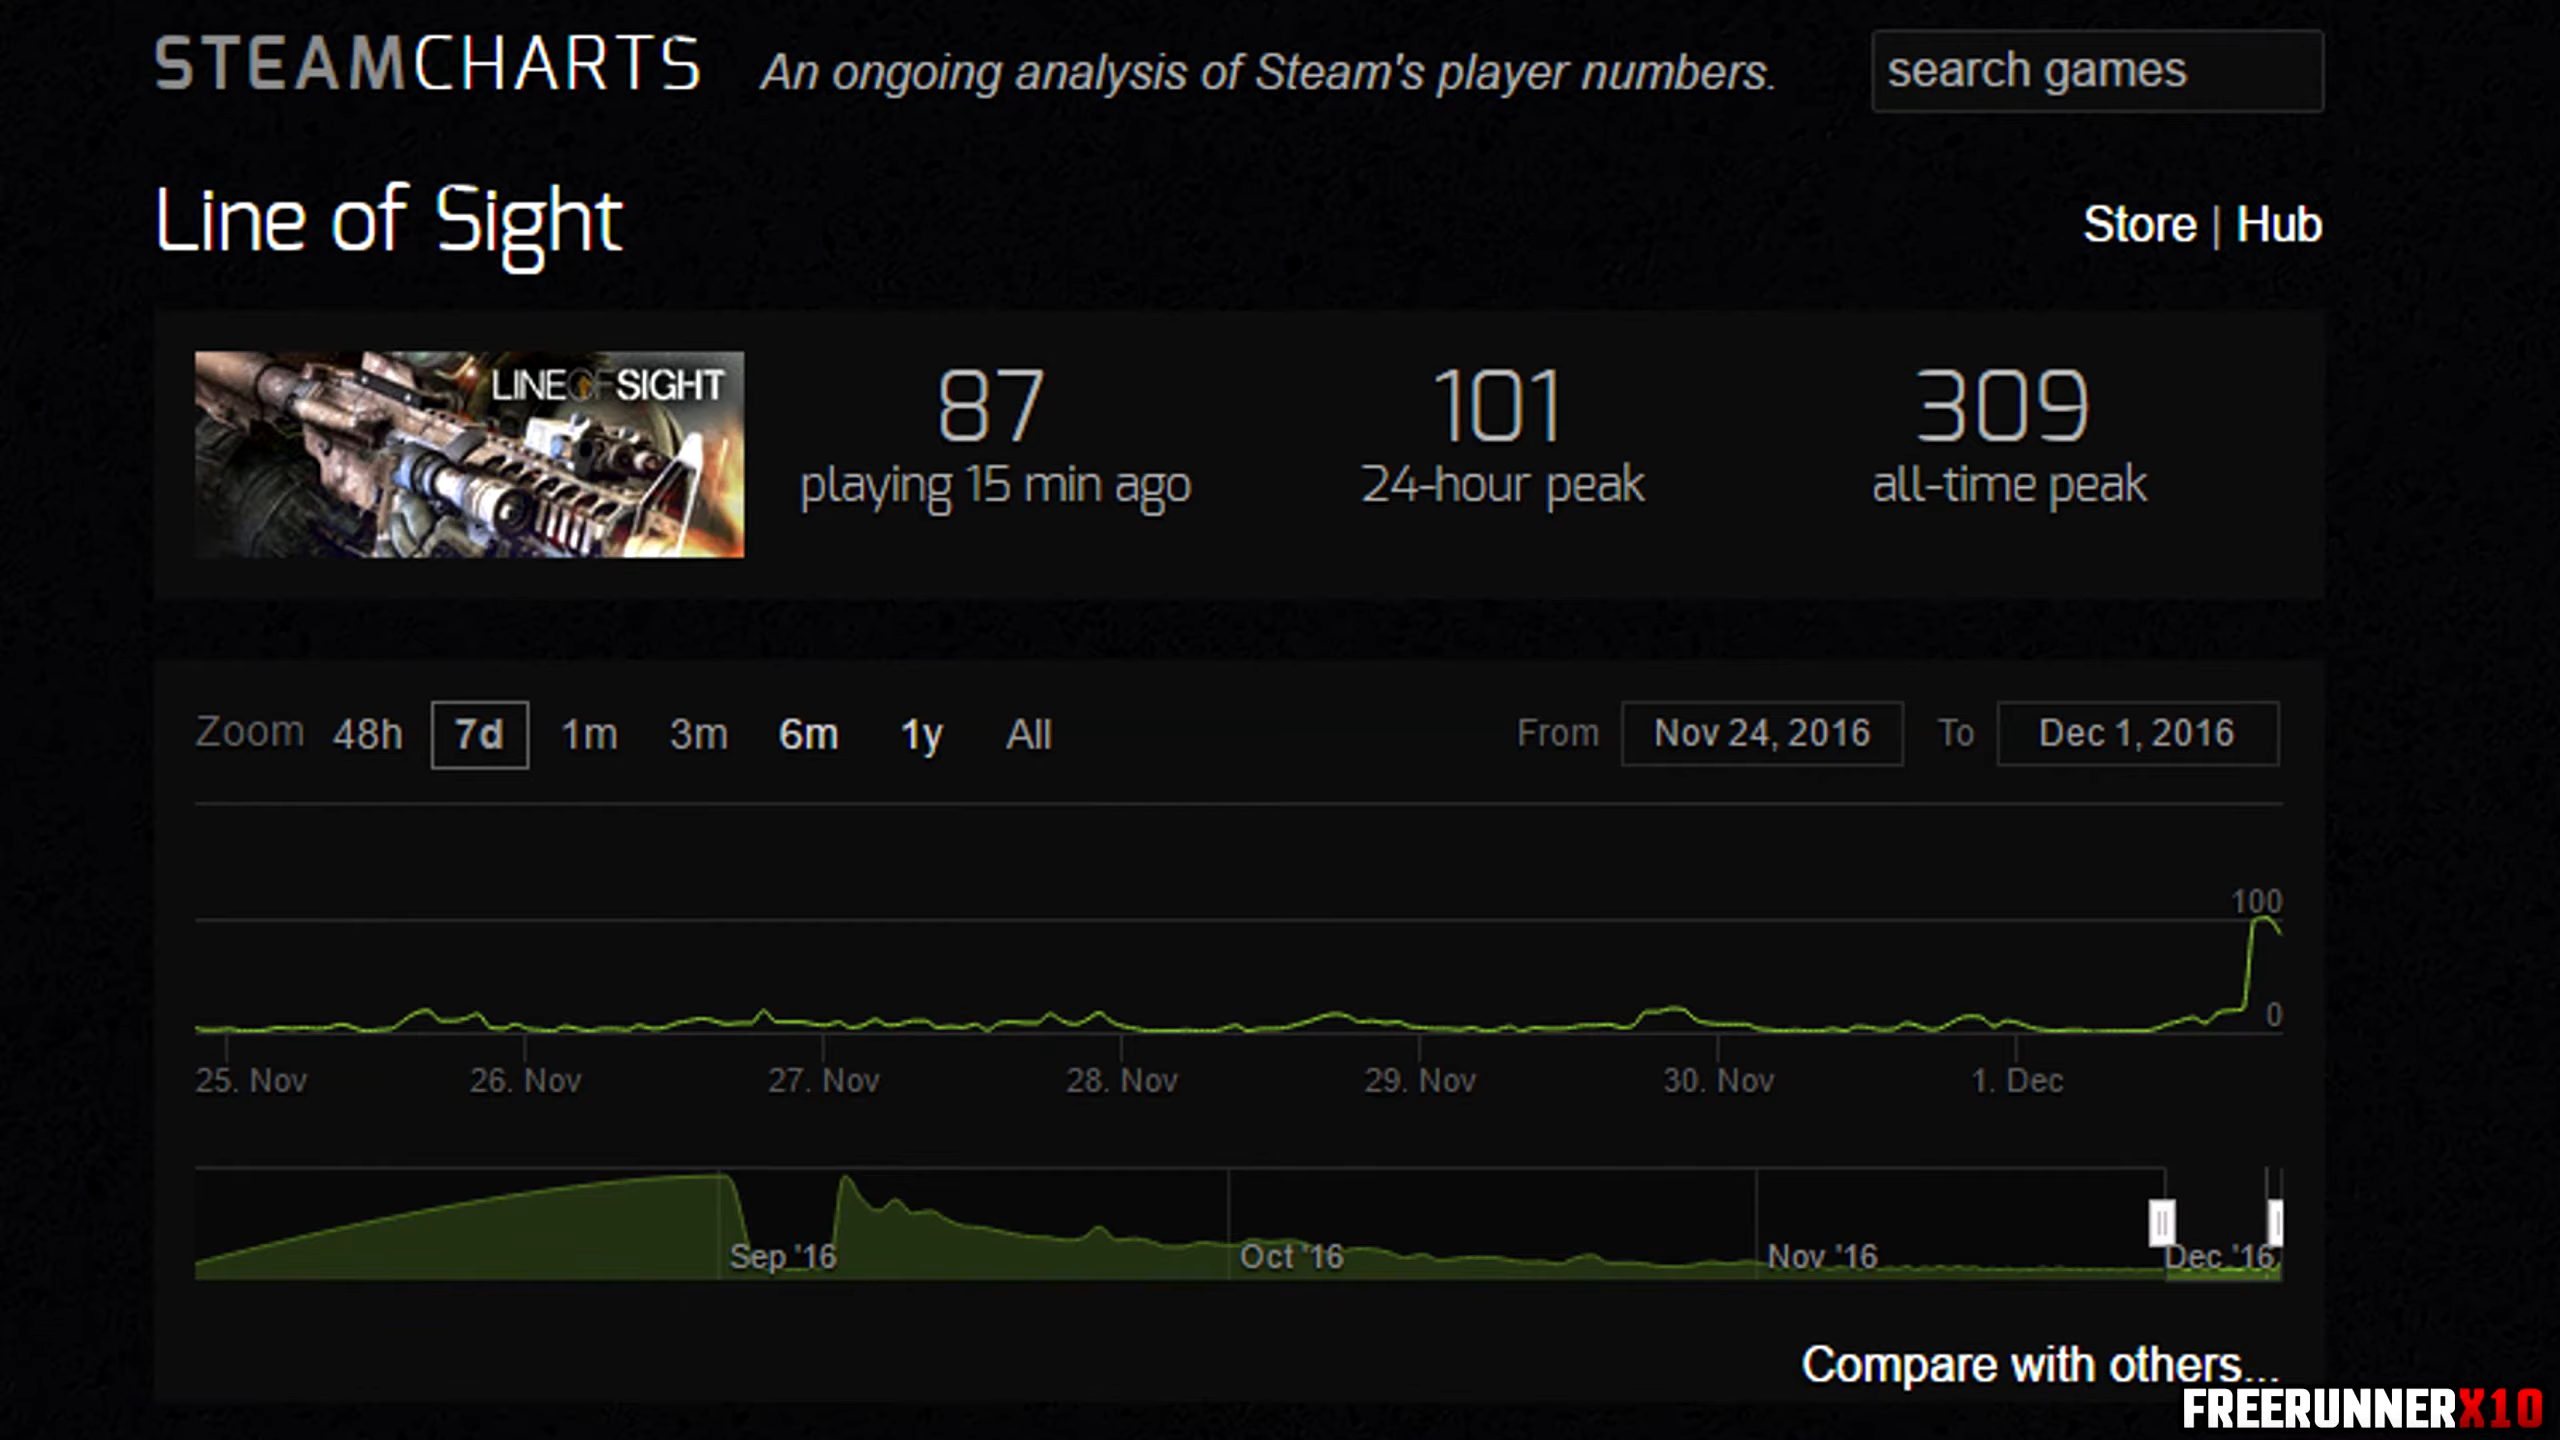 STEAMCHARTS An ongoing analysis of Steam's player numbers. search games
Line of Sight Store | Hub
LINE OF SIGHT
87 101 309
playing 15 min ago 24-hour peak all-time peak
Zoom 48h 7d 1m 3m 6m 1y All From Nov 24, 2016 To Dec 1, 2016
100
0
25. Nov 26. Nov 27. Nov 28. Nov 29. Nov 30. Nov 1. Dec
Sep '16 Oct '16 Nov '16 Dec '16
Compare with others...
FREERUNNERX10